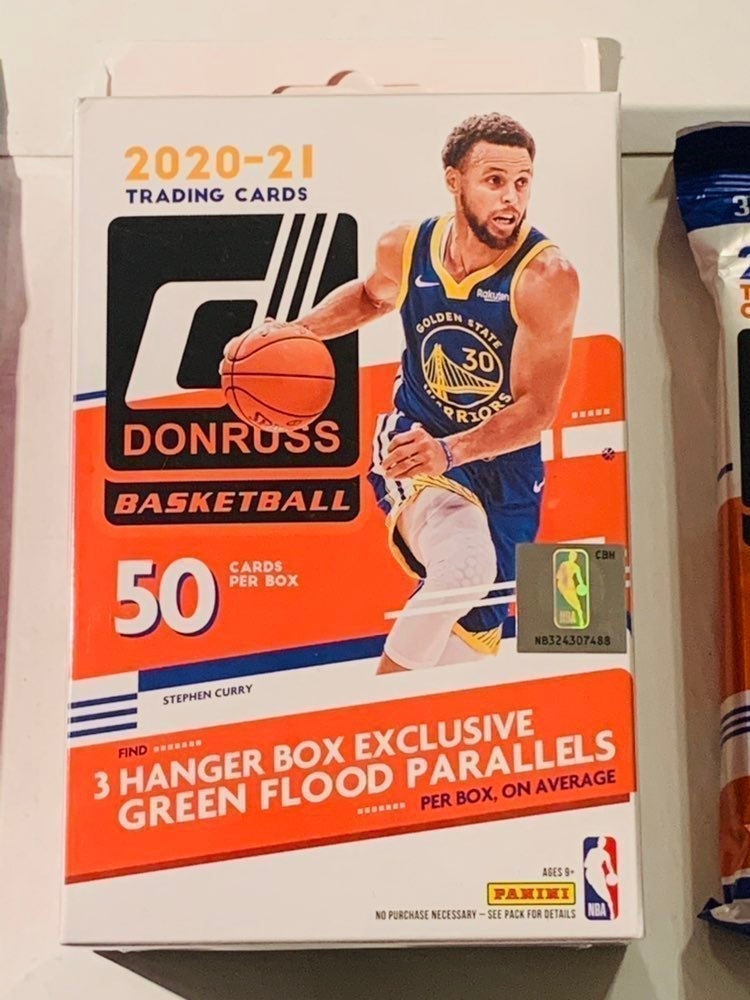 2020-21
TRADING CARDS
DONRUSS
BASKETBALL
Rakuten
GOLDEN STATE
30
WARRIORS
50
CARDS
PER BOX
CBH
NBA
NB324307488
STEPHEN CURRY
FIND
3 HANGER BOX EXCLUSIVE
GREEN FLOOD PARALLELS
PER BOX, ON AVERAGE
AGES 9+
PANINI
NO PURCHASE NECESSARY – SEE PACK FOR DETAILS
NBA